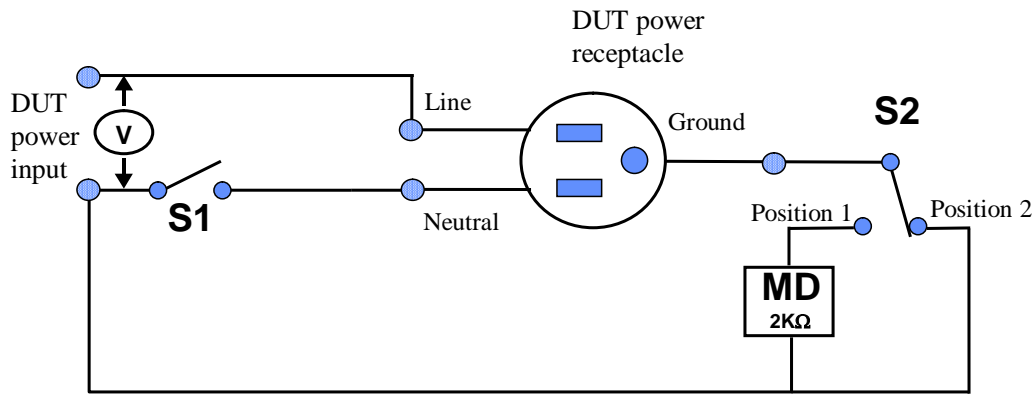 DUT power
receptacle
DUT
power
input
V
Line
Ground
S2
S1
Neutral
Position 1
Position 2
MD
2KΩ